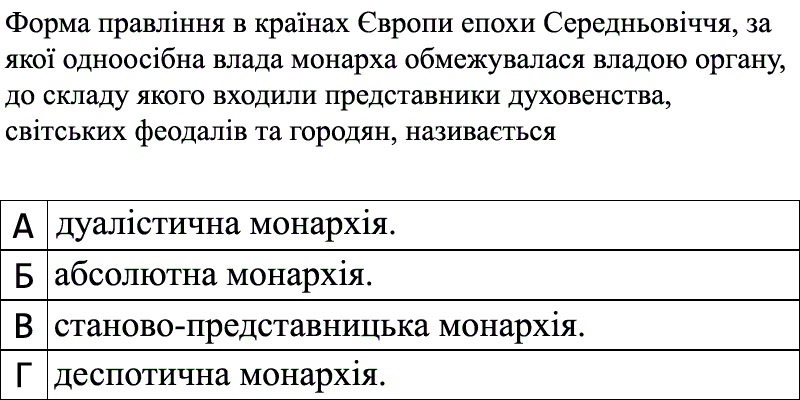 Форма правління в країнах Європи епохи Середньовіччя, за
якої одноосібна влада монарха обмежувалася владою органу,
до складу якого входили представники духовенства,
світських феодалів та городян, називається
А дуалістична монархія.
Б абсолютна монархія.
В станово-представницька монархія.
Г деспотична монархія.